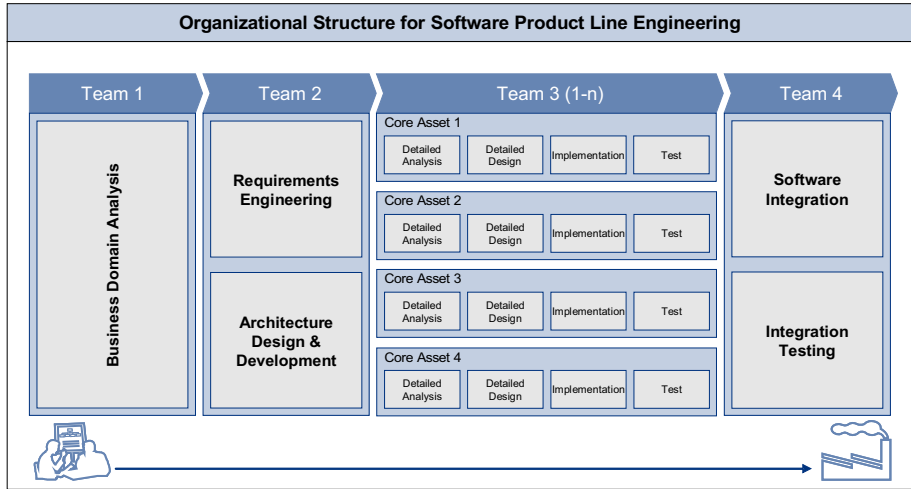 Organizational Structure for Software Product Line Engineering
Team 1
Team 2
Team 3 (1-n)
Team 4
Business Domain Analysis
Requirements
Engineering
Architecture
Design &
Development
Core Asset 1
Detailed
Analysis
Detailed
Design
Implementation
Test
Core Asset 2
Detailed
Analysis
Detailed
Design
Implementation
Test
Core Asset 3
Detailed
Analysis
Detailed
Design
Implementation
Test
Core Asset 4
Detailed
Analysis
Detailed
Design
Implementation
Test
Software
Integration
Integration
Testing